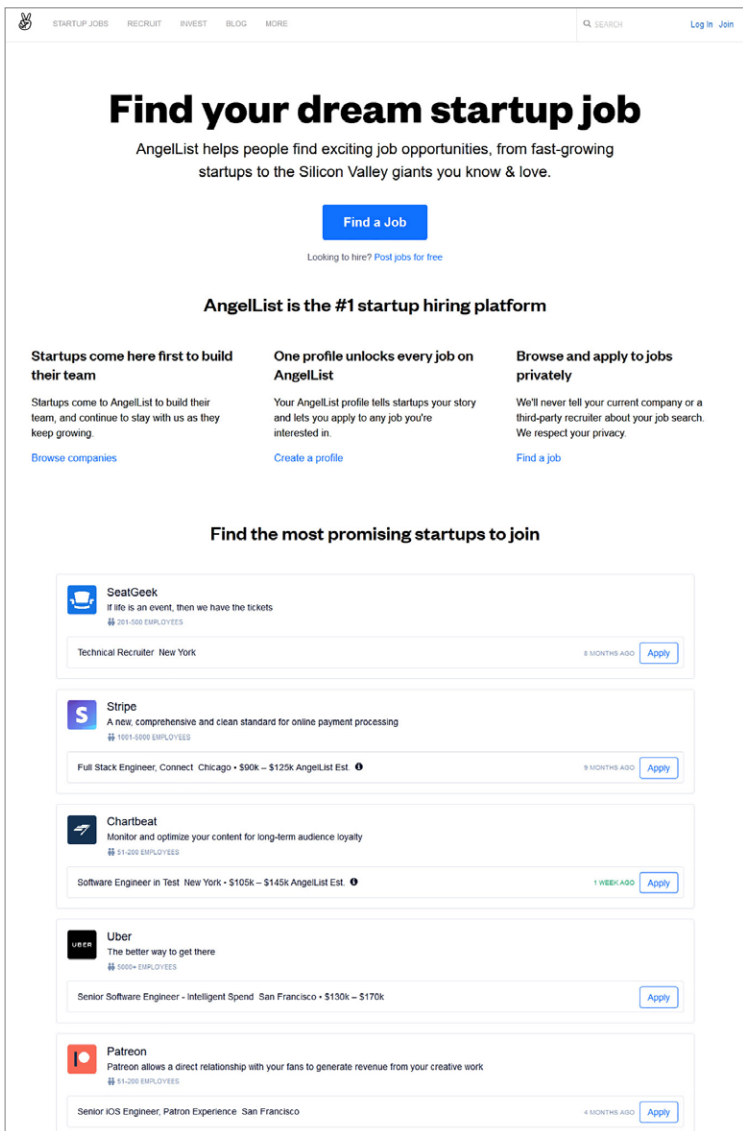 STARTUP JOBS RECRUIT INVEST BLOG MORE SEARCH Log In Join
Find your dream startup job
AngelList helps people find exciting job opportunities, from fast-growing
startups to the Silicon Valley giants you know & love.
Find a Job
Looking to hire? Post jobs for free
AngelList is the #1 startup hiring platform
Startups come here first to build
their team
Startups come to AngelList to build their
team, and continue to stay with us as they
keep growing.
Browse companies
One profile unlocks every job on
AngelList
Your AngelList profile tells startups your story
and lets you apply to any job you're
interested in.
Create a profile
Browse and apply to jobs
privately
We'll never tell your current company or a
third-party recruiter about your job search.
We respect your privacy.
Find a job
Find the most promising startups to join
SeatGeek
If life is an event, then we have the tickets
201-500 EMPLOYEES
Technical Recruiter New York MONTHS AGO Apply
S
Stripe
A new, comprehensive and clean standard for online payment processing
1001-5000 EMPLOYEES
Full Stack Engineer, Connect Chicago • $90k – $125k AngelList Est. 9 MONTHS AGO Apply
Chartbeat
Monitor and optimize your content for long-term audience loyalty
51-200 EMPLOYEES
Software Engineer in Test New York • $105k – $145k AngelList Est. 1 WEEK AGO Apply
UBER
Uber
The better way to get there
5000+ EMPLOYEES
Senior Software Engineer - Intelligent Spend San Francisco • $130k – $170k Apply
Patreon
Patreon allows a direct relationship with your fans to generate revenue from your creative work
51-200 EMPLOYEES
Senior iOS Engineer, Patron Experience San Francisco 4 MONTHS AGO Apply